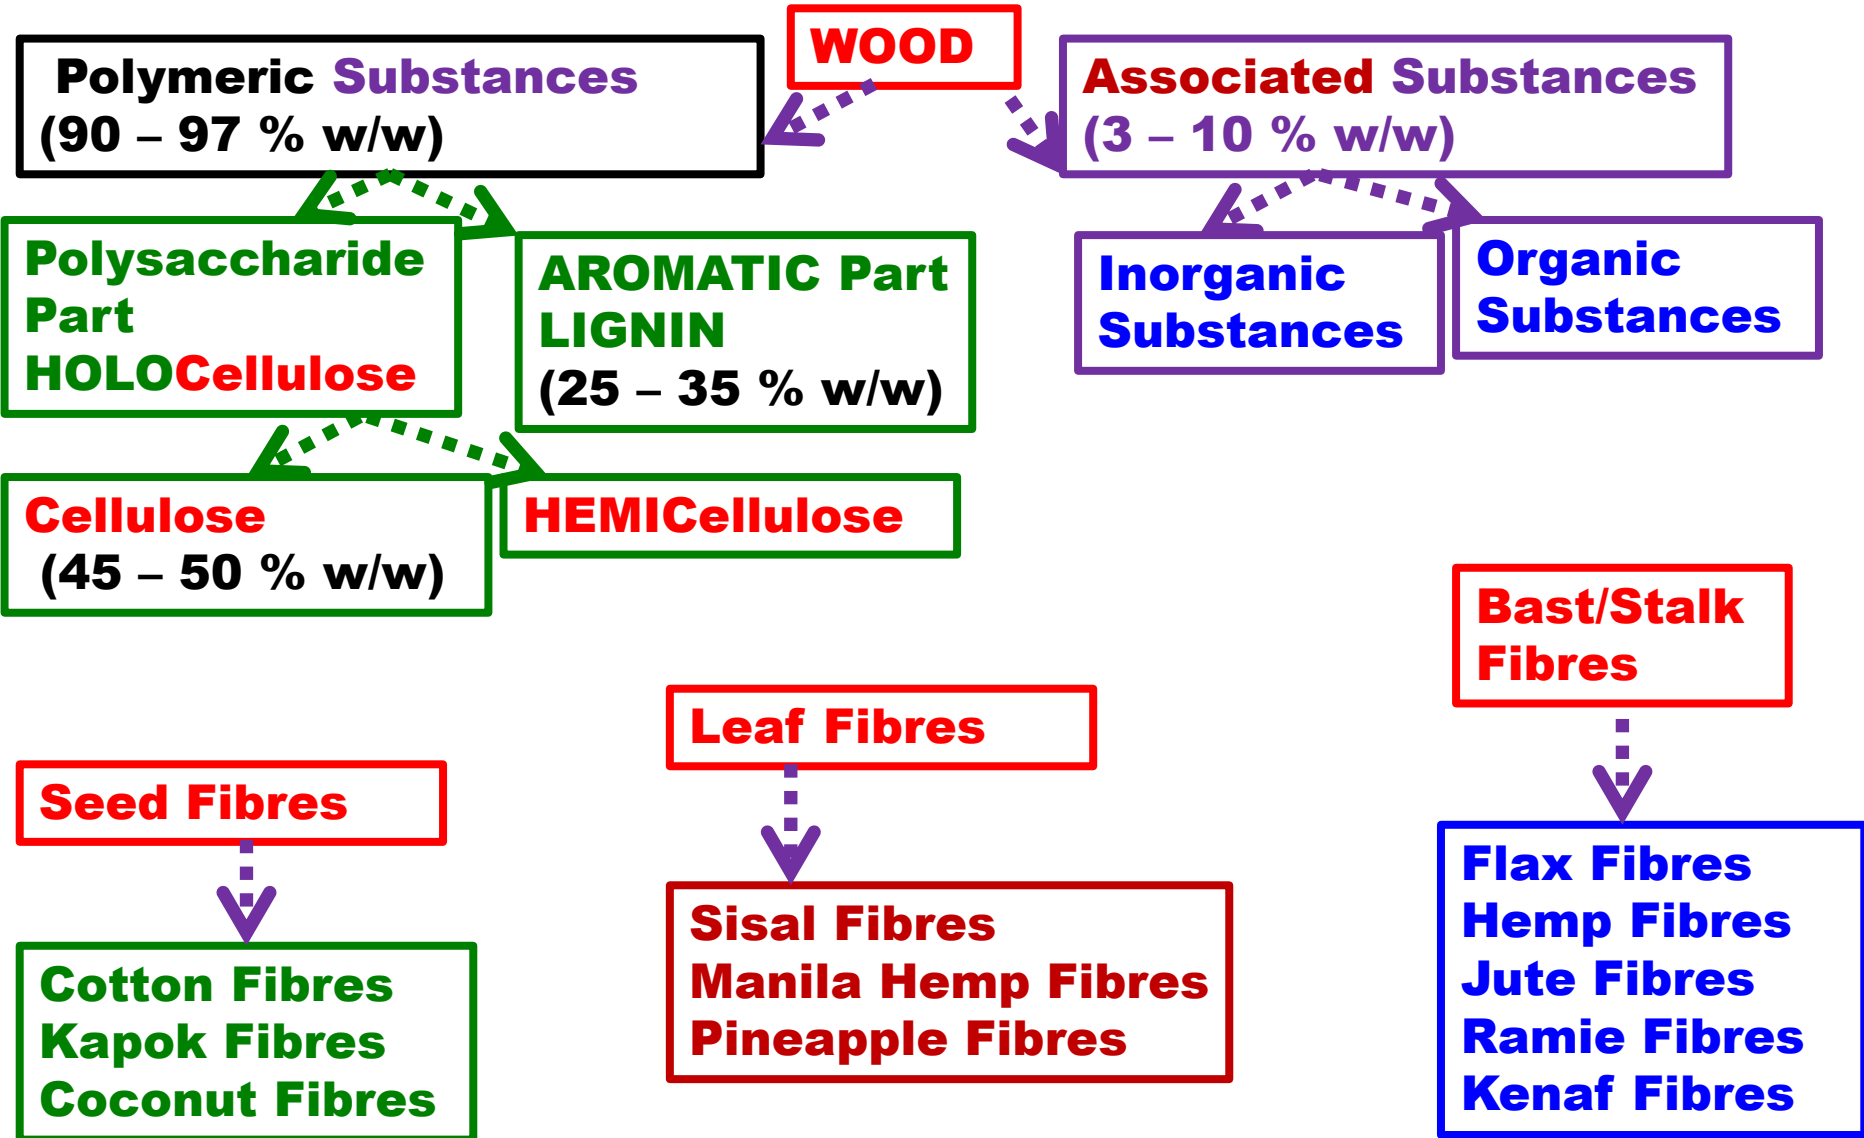 WOOD
Polymeric Substances
(90 – 97 % w/w)
Associated Substances
(3 – 10 % w/w)
Polysaccharide
Part
HOLOCellulose
AROMATIC Part
LIGNIN
(25 – 35 % w/w)
Inorganic
Substances
Organic
Substances
Cellulose
(45 – 50 % w/w)
HEMICellulose
Seed Fibres
Cotton Fibres
Kapok Fibres
Coconut Fibres
Leaf Fibres
Sisal Fibres
Manila Hemp Fibres
Pineapple Fibres
Bast/Stalk
Fibres
Flax Fibres
Hemp Fibres
Jute Fibres
Ramie Fibres
Kenaf Fibres